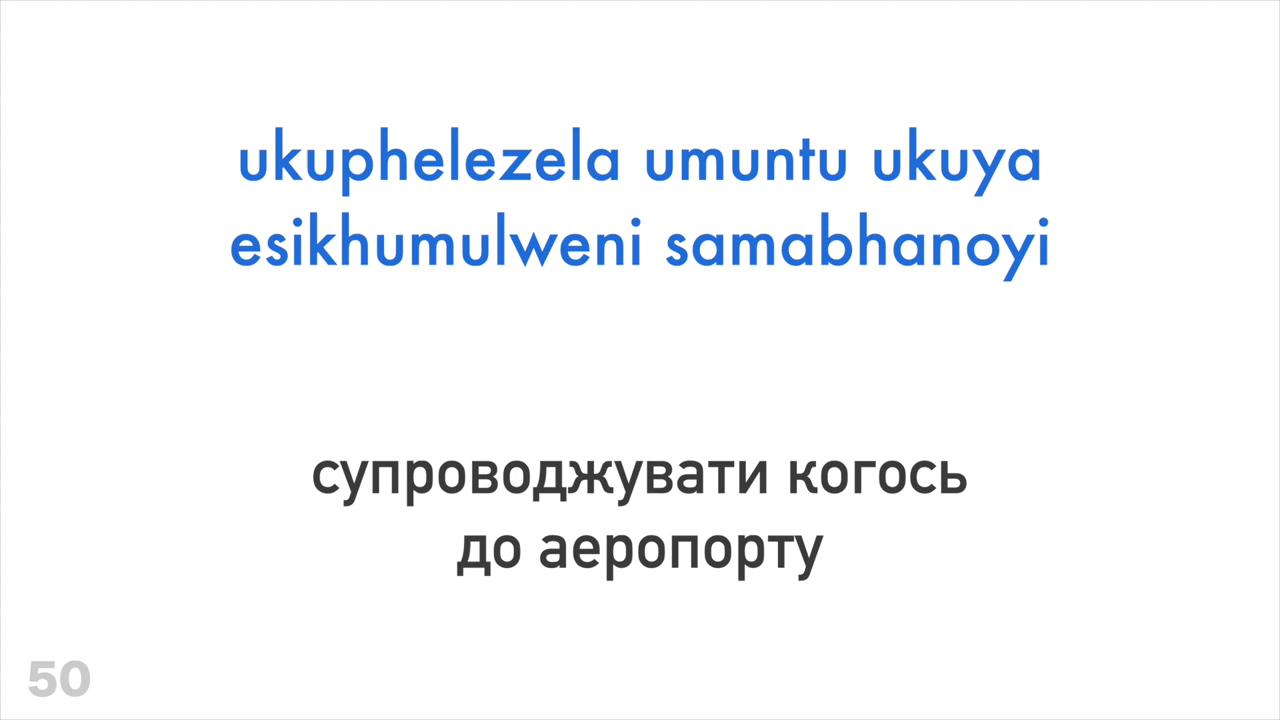 ukuphelezela umuntu ukuya
esikhumulweni samabhanoyi
супроводжувати когось
до аеропорту
50